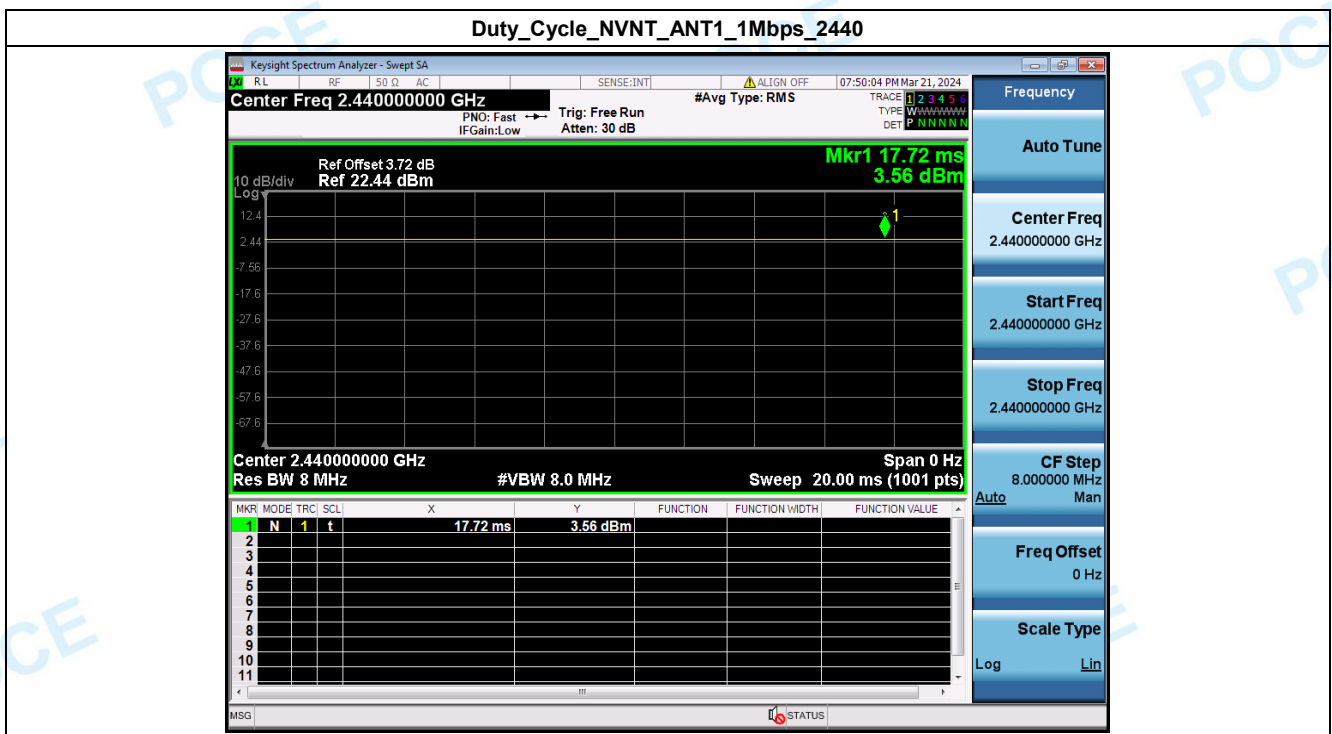 Duty_Cycle_NVNT_ANT1_1Mbps_2440
Keysight Spectrum Analyzer - Swept SA
LXI RL RF 50 Ω AC SENSE:INT ALIGN OFF 07:50:04 PM Mar 21, 2024
Center Freq 2.440000000 GHz #Avg Type: RMS TRACE 1 2 3 4 5 6
PNO: Fast Trig: Free Run TYPE WWWWWW
IFGain:Low Atten: 30 dB DET P N N N N N
Mkr1 17.72 ms
Ref Offset 3.72 dB
10 dB/div Ref 22.44 dBm 3.56 dBm
Log
12.4
1
2.44
-7.56
-17.6
-27.6
-37.6
-47.6
-57.6
-67.6
Center 2.440000000 GHz Span 0 Hz
Res BW 8 MHz #VBW 8.0 MHz Sweep 20.00 ms (1001 pts)
MKR MODE TRC SCL X Y FUNCTION FUNCTION WIDTH FUNCTION VALUE
1 N 1 t 17.72 ms 3.56 dBm
2
3
4
5
6
7
8
9
10
11
MSG STATUS
Frequency
Auto Tune
Center Freq
2.440000000 GHz
Start Freq
2.440000000 GHz
Stop Freq
2.440000000 GHz
CF Step
8.000000 MHz
Auto Man
Freq Offset
0 Hz
Scale Type
Log Lin
POCE
POCE
POCE
POCE